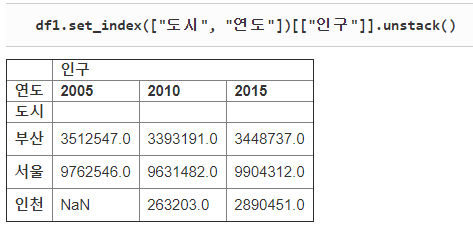 df1.set_index(["도시", "연도"])[["인구"]].unstack()
인구
연도 2005 2010 2015
도시
부산 3512547.0 3393191.0 3448737.0
서울 9762546.0 9631482.0 9904312.0
인천 NaN 263203.0 2890451.0